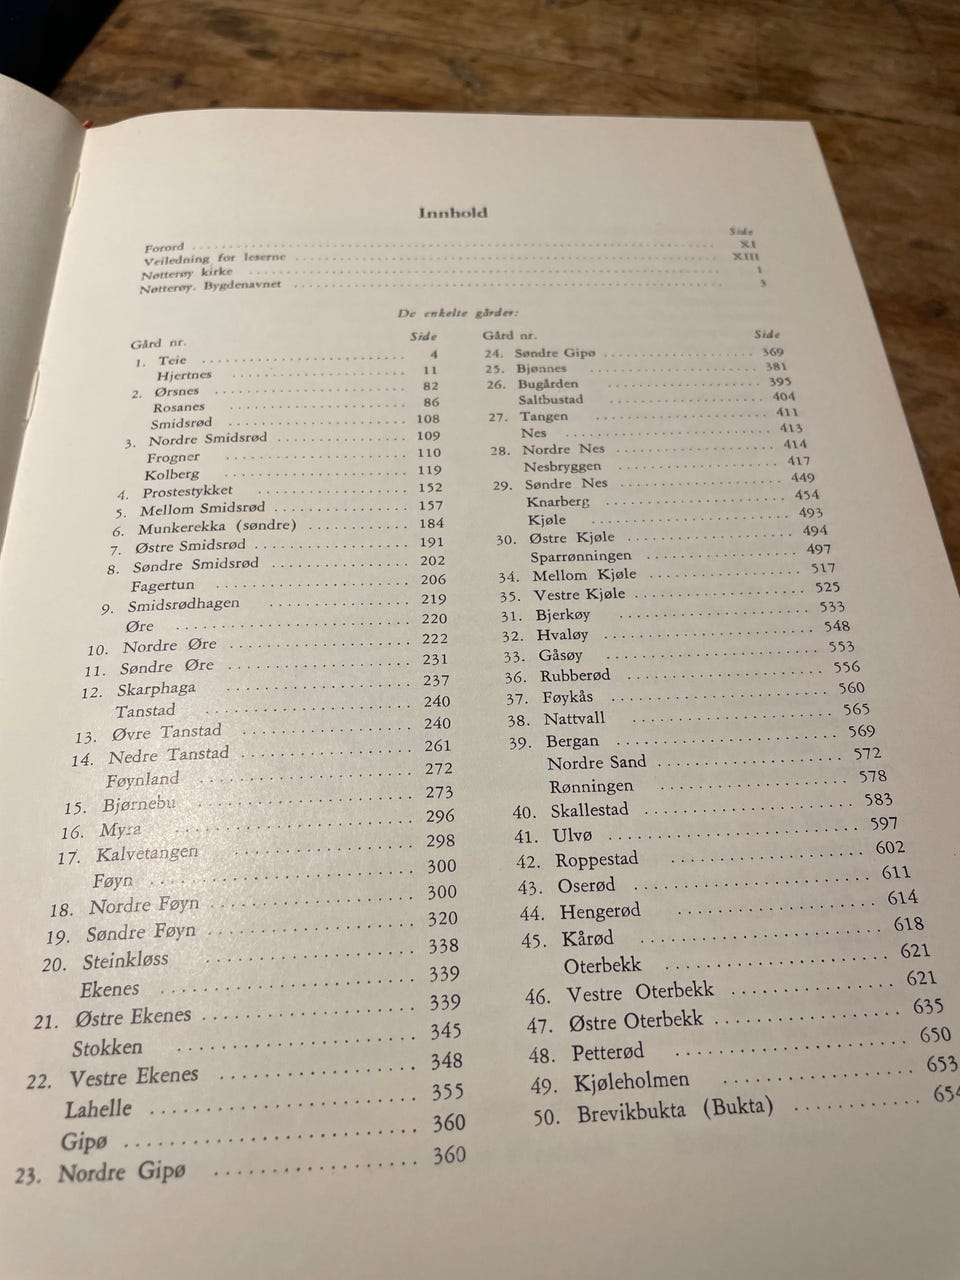 Innhold
Side
Forord XI
Veiledning for leserne XIII
Nøtterøy kirke 1
Nøtterøy. Bygdenavnet 3
De enkelte gårder:
Gård nr. Side
1. Teie 4
Hjertnes 11
2. Ørsnes 82
Rosanes 86
Smidsrød 108
3. Nordre Smidsrød 109
Frogner 110
Kolberg 119
4. Prostestykket 152
5. Mellom Smidsrød 157
6. Munkerekka (søndre) 184
7. Østre Smidsrød 191
8. Søndre Smidsrød 202
Fagertun 206
9. Smidsrødhagen 219
Øre 220
10. Nordre Øre 222
11. Søndre Øre 231
12. Skarphaga 237
Tanstad 240
13. Øvre Tanstad 240
14. Nedre Tanstad 261
Føynland 272
15. Bjørnebu 273
16. Myra 296
17. Kalvetangen 298
Føyn 300
18. Nordre Føyn 300
19. Søndre Føyn 320
20. Steinkløss 338
Ekenes 339
21. Østre Ekenes 339
Stokken 345
22. Vestre Ekenes 348
Lahelle 355
Gipø 360
23. Nordre Gipø 360
Gård nr. Side
24. Søndre Gipø 369
25. Bjønnes 381
26. Bugården 395
Saltbustad 404
27. Tangen 411
Nes 413
28. Nordre Nes 414
Nesbryggen 417
29. Søndre Nes 449
Knarberg 454
Kjøle 493
30. Østre Kjøle 494
Sparrønningen 497
34. Mellom Kjøle 517
35. Vestre Kjøle 525
31. Bjerkøy 533
32. Hvaløy 548
33. Gåsøy 553
36. Rubberød 556
37. Føykås 560
38. Nattvall 565
39. Bergan 569
Nordre Sand 572
Rønningen 578
40. Skallestad 583
41. Ulvø 597
42. Roppestad 602
43. Oserød 611
44. Hengerød 614
45. Kårød 618
Oterbekk 621
46. Vestre Oterbekk 621
47. Østre Oterbekk 635
48. Petterød 650
49. Kjøleholmen 653
50. Brevikbukta (Bukta) 654